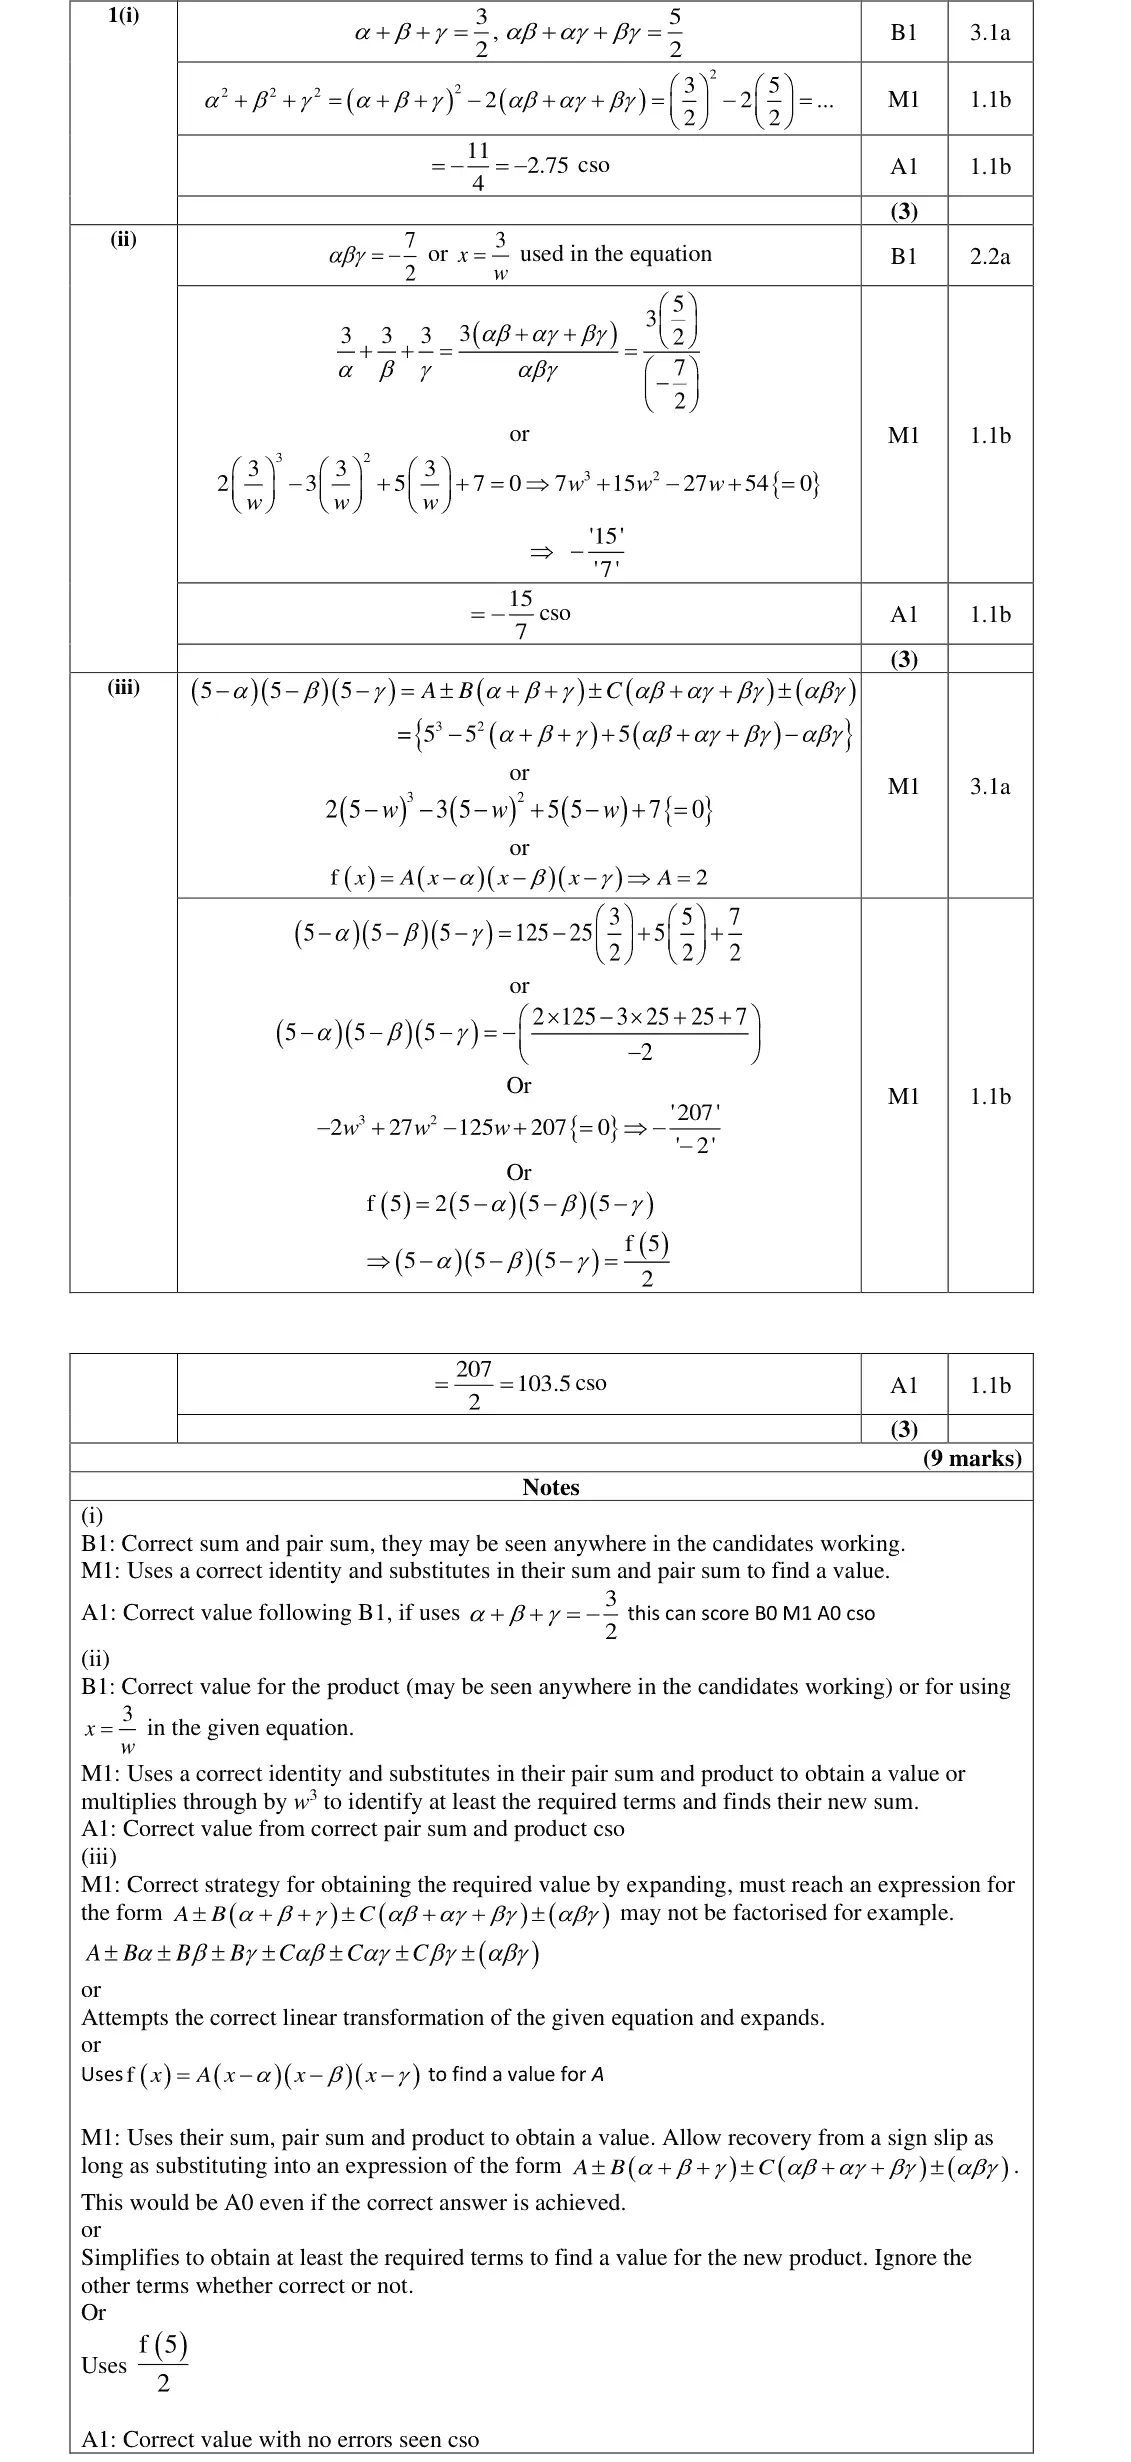 1(i) α + β + γ = 3/2, αβ + αγ + βγ = 5/2 B1 3.1a
α² + β² + γ² = (α + β + γ)² − 2(αβ + αγ + βγ) = (3/2)² − 2(5/2) = ... M1 1.1b
= −11/4 = −2.75 cso A1 1.1b
(3)
(ii) αβγ = −7/2 or x = 3/w used in the equation B1 2.2a
3/α + 3/β + 3/γ = 3(αβ + αγ + βγ)/αβγ = 3(5/2)/(−7/2)
or M1 1.1b
2(3/w)³ − 3(3/w)² + 5(3/w) + 7 = 0 ⇒ 7w³ + 15w² − 27w + 54{= 0}
⇒ −'15'/'7'
= −15/7 cso A1 1.1b
(3)
(iii) (5 − α)(5 − β)(5 − γ) = A ± B(α + β + γ) ± C(αβ + αγ + βγ) ± (αβγ)
= {5³ − 5²(α + β + γ) + 5(αβ + αγ + βγ) − αβγ}
or M1 3.1a
2(5 − w)³ − 3(5 − w)² + 5(5 − w) + 7{= 0}
or
f(x) = A(x − α)(x − β)(x − γ) ⇒ A = 2
(5 − α)(5 − β)(5 − γ) = 125 − 25(3/2) + 5(5/2) + 7/2
or
(5 − α)(5 − β)(5 − γ) = −((2×125 − 3×25 + 25 + 7)/−2)
Or M1 1.1b
−2w³ + 27w² − 125w + 207{= 0} ⇒ −'207'/'−2'
Or
f(5) = 2(5 − α)(5 − β)(5 − γ)
⇒ (5 − α)(5 − β)(5 − γ) = f(5)/2
= 207/2 = 103.5 cso A1 1.1b
(3)
(9 marks)
Notes
(i)
B1: Correct sum and pair sum, they may be seen anywhere in the candidates working.
M1: Uses a correct identity and substitutes in their sum and pair sum to find a value.
A1: Correct value following B1, if uses α + β + γ = −3/2 this can score B0 M1 A0 cso
(ii)
B1: Correct value for the product (may be seen anywhere in the candidates working) or for using
x = 3/w in the given equation.
M1: Uses a correct identity and substitutes in their pair sum and product to obtain a value or
multiplies through by w³ to identify at least the required terms and finds their new sum.
A1: Correct value from correct pair sum and product cso
(iii)
M1: Correct strategy for obtaining the required value by expanding, must reach an expression for
the form A ± B(α + β + γ) ± C(αβ + αγ + βγ) ± (αβγ) may not be factorised for example.
A ± Bα ± Bβ ± Bγ ± Cαβ ± Cαγ ± Cβγ ± (αβγ)
or
Attempts the correct linear transformation of the given equation and expands.
or
Uses f(x) = A(x − α)(x − β)(x − γ) to find a value for A
M1: Uses their sum, pair sum and product to obtain a value. Allow recovery from a sign slip as
long as substituting into an expression of the form A ± B(α + β + γ) ± C(αβ + αγ + βγ) ± (αβγ).
This would be A0 even if the correct answer is achieved.
or
Simplifies to obtain at least the required terms to find a value for the new product. Ignore the
other terms whether correct or not.
Or
Uses f(5)/2
A1: Correct value with no errors seen cso